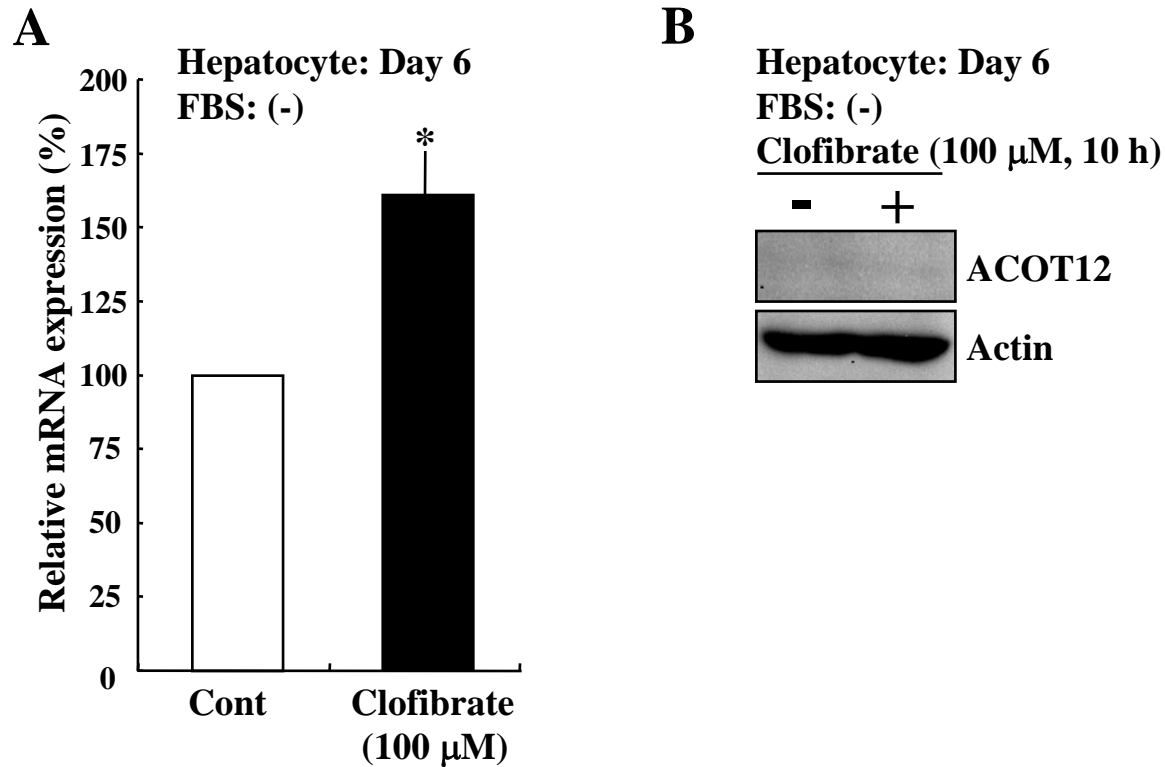 A
Hepatocyte: Day 6
FBS: (-)
*
Relative mRNA expression (%)
200
175
150
125
100
75
50
25
0
Cont
Clofibrate
(100 μM)
B
Hepatocyte: Day 6
FBS: (-)
Clofibrate (100 μM, 10 h)
- +
ACOT12
Actin